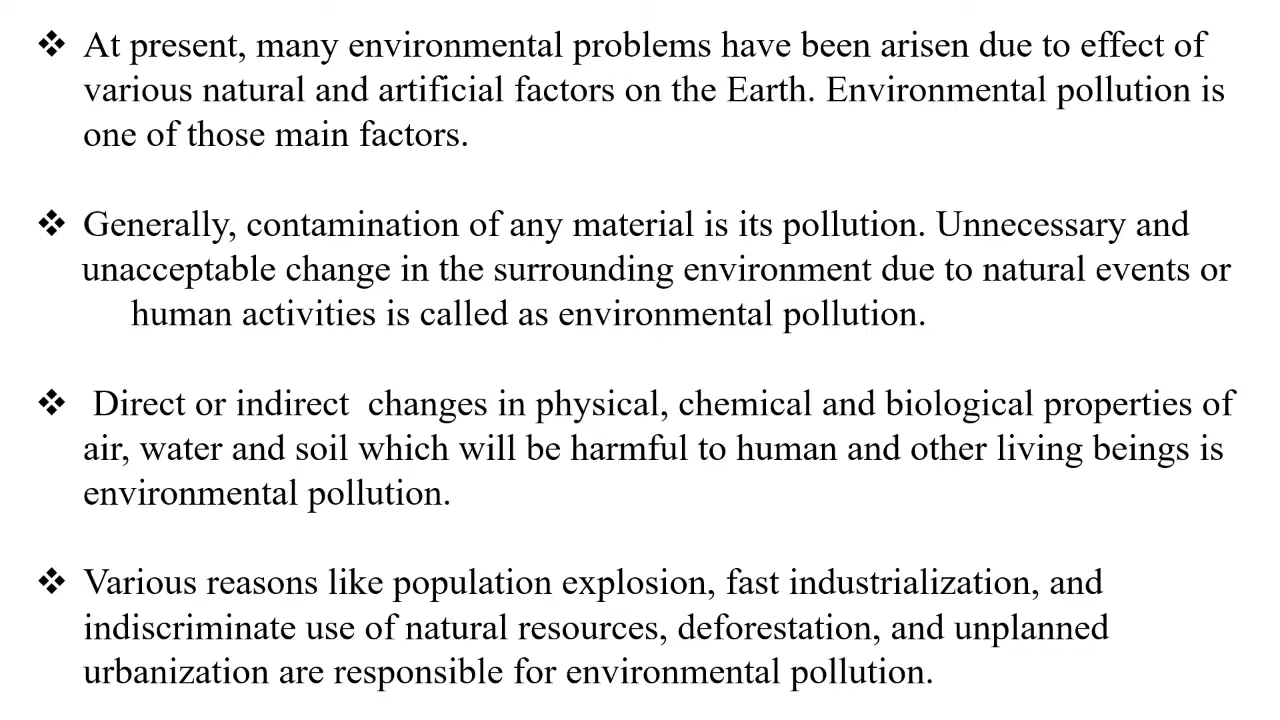 ❖ At present, many environmental problems have been arisen due to effect of
various natural and artificial factors on the Earth. Environmental pollution is
one of those main factors.
❖ Generally, contamination of any material is its pollution. Unnecessary and
unacceptable change in the surrounding environment due to natural events or
human activities is called as environmental pollution.
❖ Direct or indirect changes in physical, chemical and biological properties of
air, water and soil which will be harmful to human and other living beings is
environmental pollution.
❖ Various reasons like population explosion, fast industrialization, and
indiscriminate use of natural resources, deforestation, and unplanned
urbanization are responsible for environmental pollution.